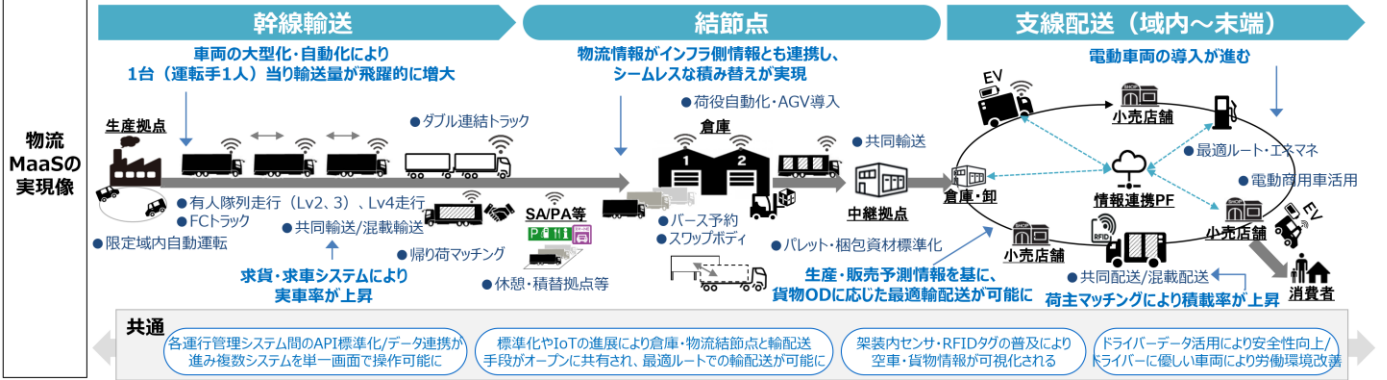 物流
MaaSの
実現像
幹線輸送
結節点
支線配送（域内～末端）
車両の大型化・自動化により
1台（運転手1人）当り輸送量が飛躍的に増大
物流情報がインフラ側情報とも連携し、
シームレスな積み替えが実現
電動車両の導入が進む
生産拠点
●ダブル連結トラック
●荷役自動化・AGV導入
倉庫
1
2
●共同輸送
EV
SHOP
小売店舗
●最適ルート・エネマネ
●有人隊列走行（Lv2、3）、Lv4走行
●FCトラック
●共同輸送/混載輸送
●限定域内自動運転
SA/PA等
P
●帰り荷マッチング
●休憩・積替拠点等
●バース予約
●スワップボディ
中継拠点
●パレット・梱包資材標準化
倉庫・卸
情報連携PF
●電動商用車活用
SHOP
小売店舗
RFID
SHOP
小売店舗
EV
●共同配送/混載配送
消費者
求貨・求車システムにより
実車率が上昇
生産・販売予測情報を基に、
貨物ODに応じた最適輸配送が可能に
荷主マッチングにより積載率が上昇
共通
各運行管理システム間のAPI標準化/データ連携が
進み複数システムを単一画面で操作可能に
標準化やIoTの進展により倉庫・物流結節点と輸配送
手段がオープンに共有され、最適ルートでの輸配送が可能に
架装内センサ・RFIDタグの普及により
空車・貨物情報が可視化される
ドライバーデータ活用により安全性向上/
ドライバーに優しい車両により労働環境改善